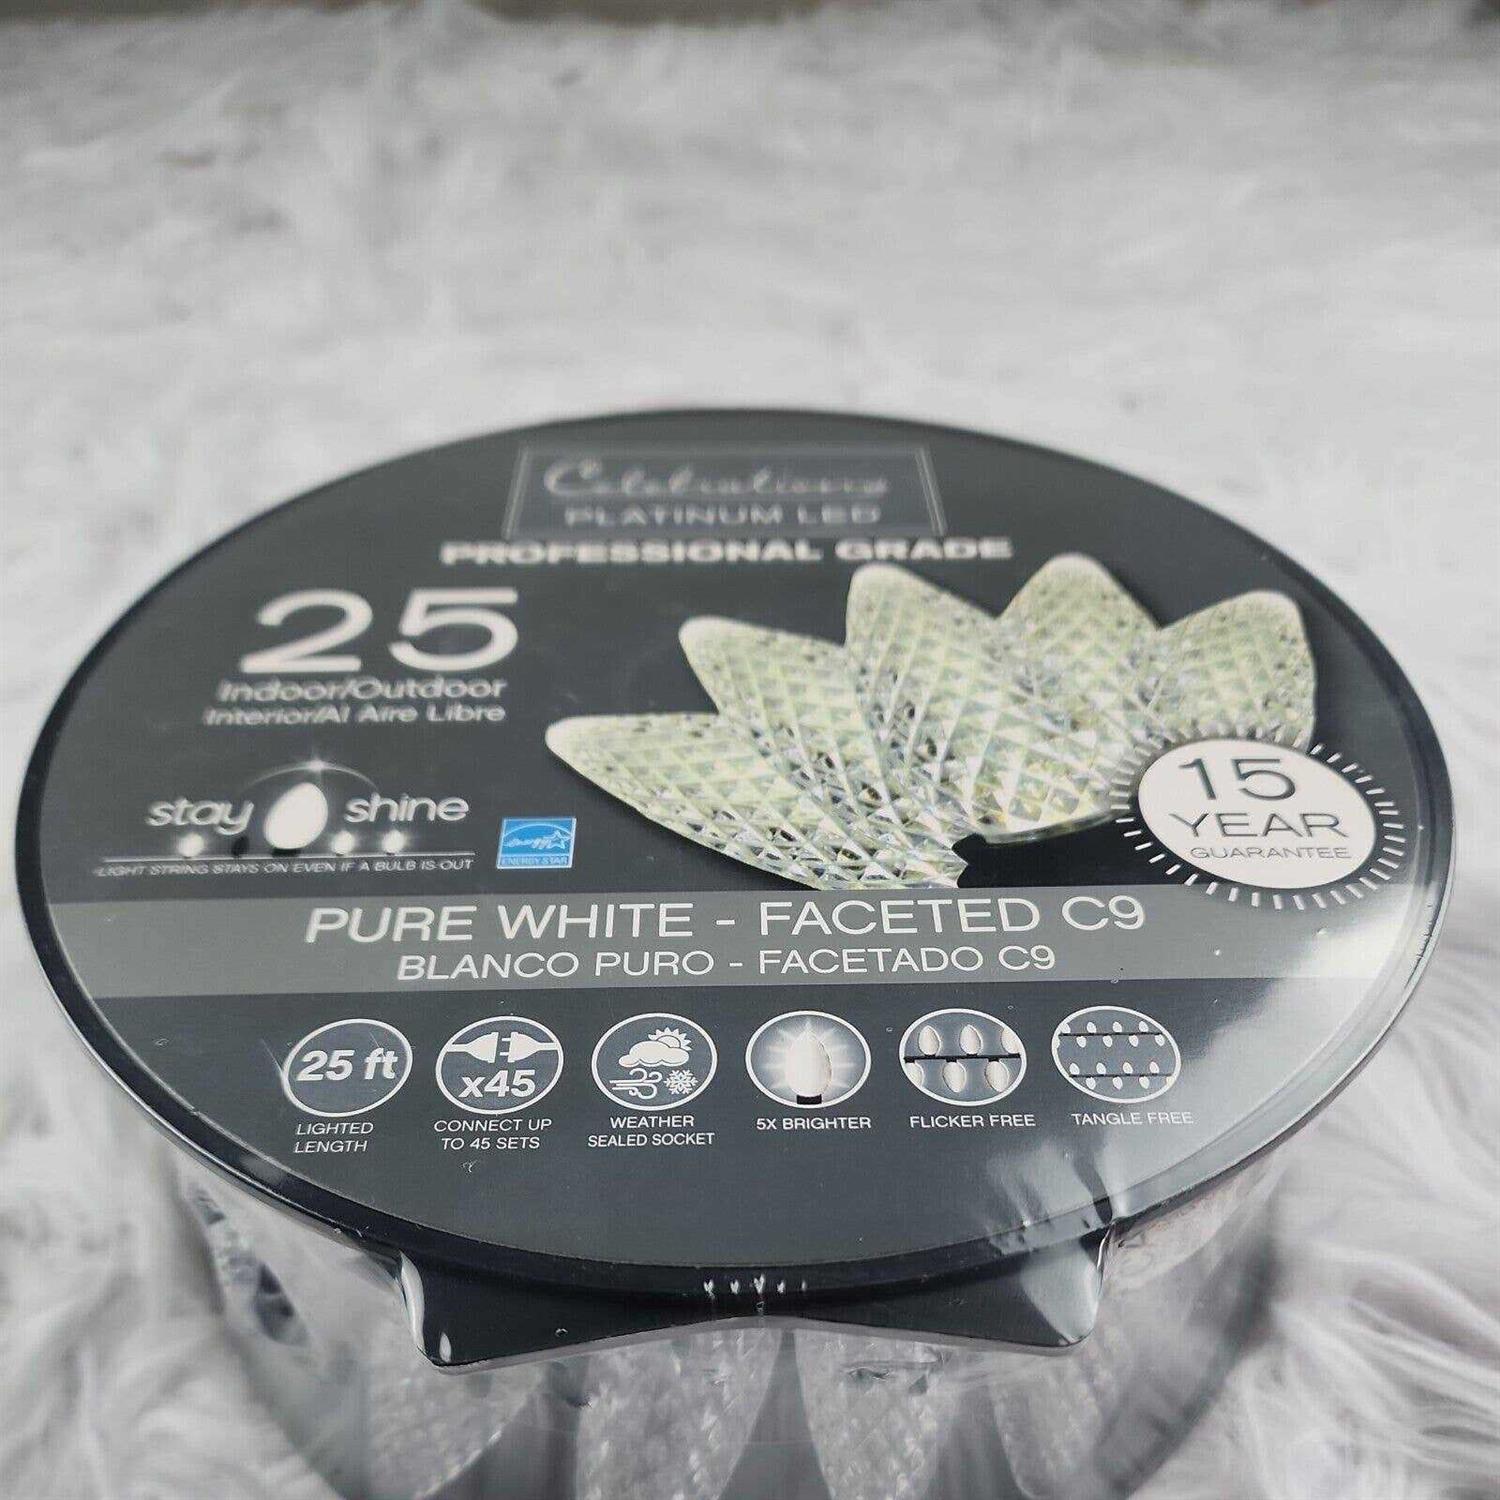 Celebrations
PLATINUM LED
PROFESSIONAL GRADE
25
Indoor/Outdoor
Interior/Al Aire Libre
stay shine
LIGHT STRING STAYS ON EVEN IF A BULB IS OUT
energy
ENERGY STAR
15
YEAR
GUARANTEE
PURE WHITE - FACETED C9
BLANCO PURO - FACETADO C9
25 ft
LIGHTED
LENGTH
x45
CONNECT UP
TO 45 SETS
WEATHER
SEALED SOCKET
5X BRIGHTER
FLICKER FREE
TANGLE FREE